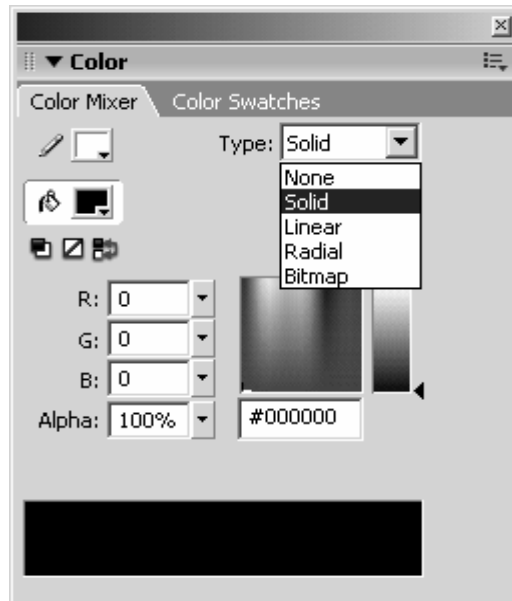 Color
Color Mixer Color Swatches
Type: Solid
None
Solid
Linear
Radial
Bitmap
R: 0
G: 0
B: 0
Alpha: 100% #000000